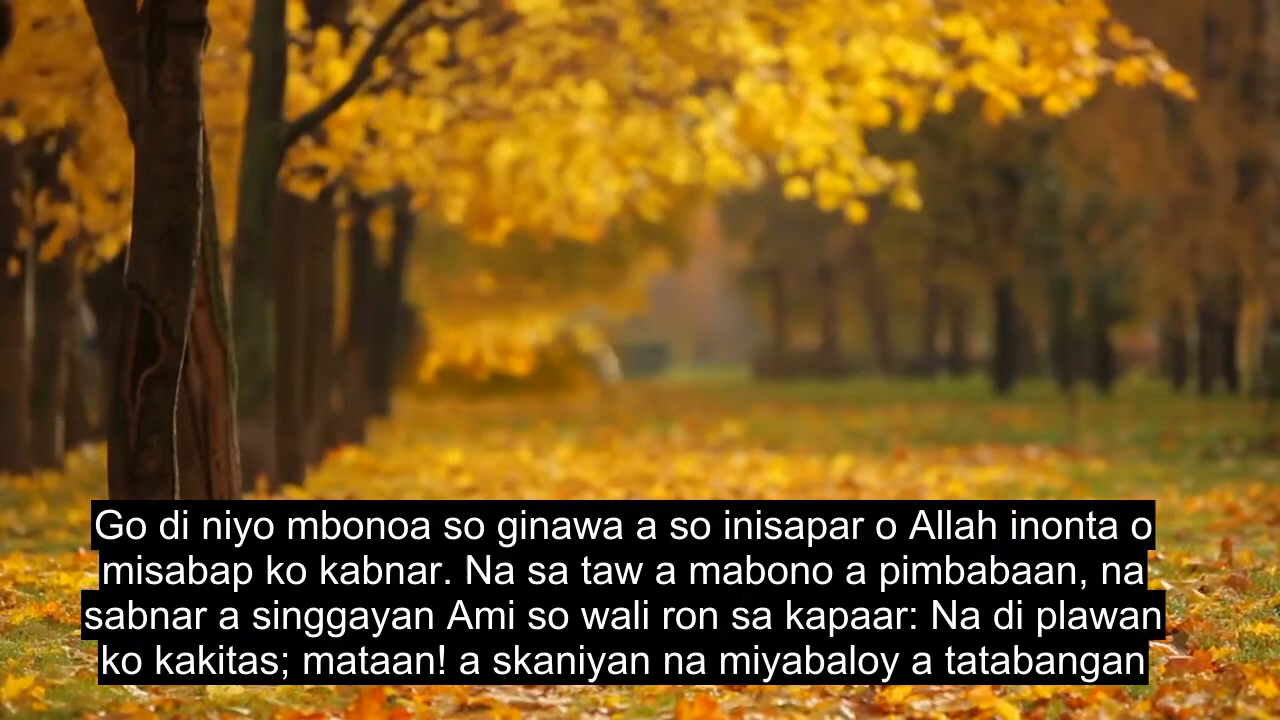 Go di niyo mbonoa so ginawa a so inisapar o Allah inonta o
misabap ko kabnar. Na sa taw a mabono a pimbabaan, na
sabnar a singgayan Ami so wali ron sa kapaar: Na di plawan
ko kakitas; mataan! a skaniyan na miyabaloy a tatabangan